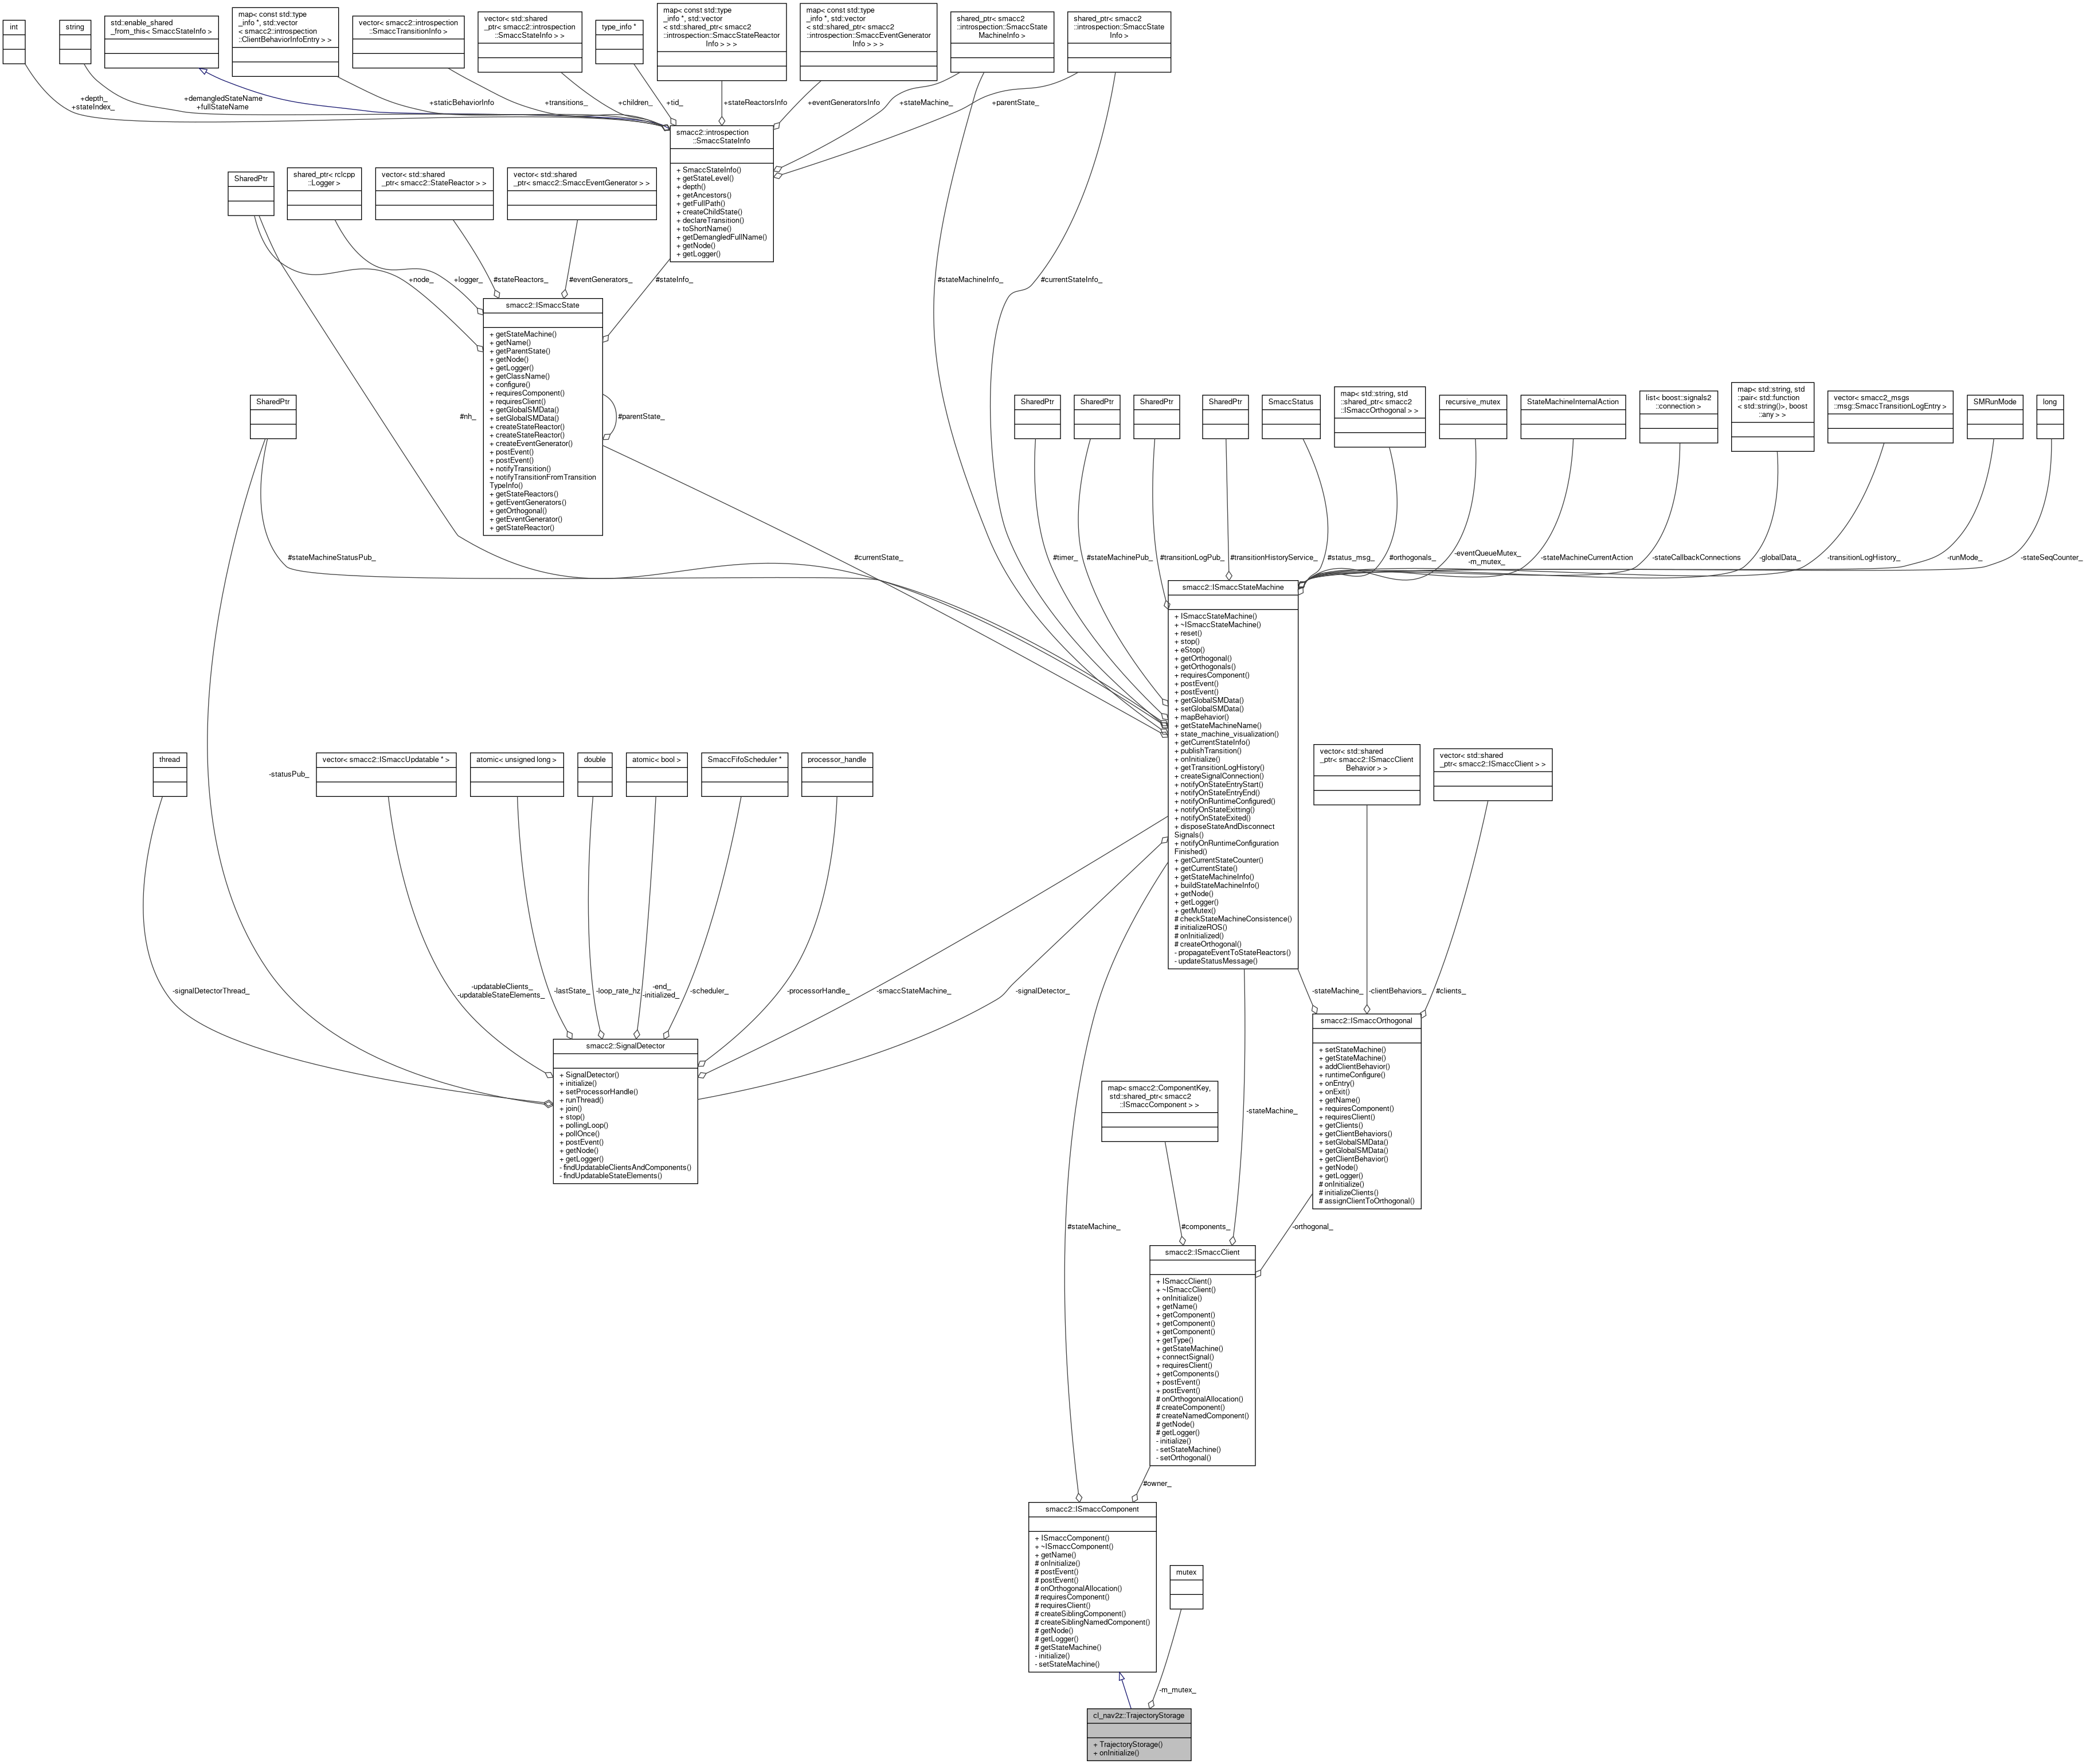 int
string
std::enable_shared
_from_this< SmaccStateInfo >
map< const std::type
_info *, std::vector
< smacc2::introspection
::ClientBehaviorInfoEntry > >
vector< smacc2::introspection
::SmaccTransitionInfo >
vector< std::shared
_ptr< smacc2::introspection
::SmaccStateInfo > >
type_info *
map< const std::type
_info *, std::vector
< std::shared_ptr< smacc2
::introspection::SmaccStateReactor
Info > > >
map< const std::type
_info *, std::vector
< std::shared_ptr< smacc2
::introspection::SmaccEventGenerator
Info > > >
shared_ptr< smacc2
::introspection::SmaccState
MachineInfo >
shared_ptr< smacc2
::introspection::SmaccState
Info >
+depth_
+stateIndex_
+demangledStateName
+fullStateName
+staticBehaviorInfo
+transitions_
+children_
+tid_
+stateReactorsInfo
+eventGeneratorsInfo
+stateMachine_
+parentState_
smacc2::introspection
::SmaccStateInfo
+ SmaccStateInfo()
+ getStateLevel()
+ depth()
+ getAncestors()
+ getFullPath()
+ createChildState()
+ declareTransition()
+ toShortName()
+ getDemangledFullName()
+ getNode()
+ getLogger()
SharedPtr
shared_ptr< rclcpp
::Logger >
vector< std::shared
_ptr< smacc2::StateReactor > >
vector< std::shared
_ptr< smacc2::SmaccEventGenerator > >
+node_
+logger_
#stateReactors_
#eventGenerators_
#stateInfo_
#stateMachineInfo_
#currentStateInfo_
smacc2::ISmaccState
+ getStateMachine()
+ getName()
+ getParentState()
+ getNode()
+ getLogger()
+ getClassName()
+ configure()
+ requiresComponent()
+ requiresClient()
+ getGlobalSMData()
+ setGlobalSMData()
+ createStateReactor()
+ createStateReactor()
+ createEventGenerator()
+ postEvent()
+ postEvent()
+ notifyTransition()
+ notifyTransitionFromTransition
TypeInfo()
+ getStateReactors()
+ getEventGenerators()
+ getOrthogonal()
+ getEventGenerator()
+ getStateReactor()
#nh_
#parentState_
SharedPtr
SharedPtr
SharedPtr
SharedPtr
SharedPtr
SmaccStatus
map< std::string, std
::shared_ptr< smacc2
::ISmaccOrthogonal > >
recursive_mutex
StateMachineInternalAction
list< boost::signals2
::connection >
map< std::string, std
::pair< std::function
< std::string()>, boost
::any > >
vector< smacc2_msgs
::msg::SmaccTransitionLogEntry >
SMRunMode
long
#stateMachineStatusPub_
#currentState_
#timer_
#stateMachinePub_
#transitionLogPub_
#transitionHistoryService_
#status_msg_
#orthogonals_
-eventQueueMutex_
-m_mutex_
-stateMachineCurrentAction
-stateCallbackConnections
-globalData_
-transitionLogHistory_
-runMode_
-stateSeqCounter_
smacc2::ISmaccStateMachine
+ ISmaccStateMachine()
+ ~ISmaccStateMachine()
+ reset()
+ stop()
+ eStop()
+ getOrthogonal()
+ getOrthogonals()
+ requiresComponent()
+ postEvent()
+ postEvent()
+ getGlobalSMData()
+ setGlobalSMData()
+ mapBehavior()
+ getStateMachineName()
+ state_machine_visualization()
+ getCurrentStateInfo()
+ publishTransition()
+ onInitialize()
+ getTransitionLogHistory()
+ createSignalConnection()
+ notifyOnStateEntryStart()
+ notifyOnStateEntryEnd()
+ notifyOnRuntimeConfigured()
+ notifyOnStateExitting()
+ notifyOnStateExited()
+ disposeStateAndDisconnect
Signals()
+ notifyOnRuntimeConfiguration
Finished()
+ getCurrentStateCounter()
+ getCurrentState()
+ getStateMachineInfo()
+ buildStateMachineInfo()
+ getNode()
+ getLogger()
+ getMutex()
# checkStateMachineConsistence()
# initializeROS()
# onInitialized()
# createOrthogonal()
- propagateEventToStateReactors()
- updateStatusMessage()
thread
-statusPub_
vector< smacc2::ISmaccUpdatable * >
atomic< unsigned long >
double
atomic< bool >
SmaccFifoScheduler *
processor_handle
vector< std::shared
_ptr< smacc2::ISmaccClient
Behavior > >
vector< std::shared
_ptr< smacc2::ISmaccClient > >
-signalDetectorThread_
-updatableClients_
-updatableStateElements_
-lastState_
-loop_rate_hz
-end_
-initialized_
-scheduler_
-processorHandle_
-smaccStateMachine_
-signalDetector_
-stateMachine_
-clientBehaviors_
#clients_
smacc2::SignalDetector
+ SignalDetector()
+ initialize()
+ setProcessorHandle()
+ runThread()
+ join()
+ stop()
+ pollingLoop()
+ pollOnce()
+ postEvent()
+ getNode()
+ getLogger()
- findUpdatableClientsAndComponents()
- findUpdatableStateElements()
smacc2::ISmaccOrthogonal
+ setStateMachine()
+ getStateMachine()
+ addClientBehavior()
+ runtimeConfigure()
+ onEntry()
+ onExit()
+ getName()
+ requiresComponent()
+ requiresClient()
+ getClients()
+ getClientBehaviors()
+ setGlobalSMData()
+ getGlobalSMData()
+ getClientBehavior()
+ getNode()
+ getLogger()
# onInitialize()
# initializeClients()
# assignClientToOrthogonal()
map< smacc2::ComponentKey,
std::shared_ptr< smacc2
::ISmaccComponent > >
-stateMachine_
#stateMachine_
#components_
-orthogonal_
smacc2::ISmaccClient
+ ISmaccClient()
+ ~ISmaccClient()
+ onInitialize()
+ getName()
+ getComponent()
+ getComponent()
+ getComponent()
+ getType()
+ getStateMachine()
+ connectSignal()
+ requiresClient()
+ getComponents()
+ postEvent()
+ postEvent()
# onOrthogonalAllocation()
# createComponent()
# createNamedComponent()
# getNode()
# getLogger()
- initialize()
- setStateMachine()
- setOrthogonal()
#owner_
smacc2::ISmaccComponent
+ ISmaccComponent()
+ ~ISmaccComponent()
+ getName()
# onInitialize()
# postEvent()
# postEvent()
# onOrthogonalAllocation()
# requiresComponent()
# requiresClient()
# createSiblingComponent()
# createSiblingNamedComponent()
# getNode()
# getLogger()
# getStateMachine()
- initialize()
- setStateMachine()
mutex
-m_mutex_
cl_nav2z::TrajectoryStorage
+ TrajectoryStorage()
+ onInitialize()